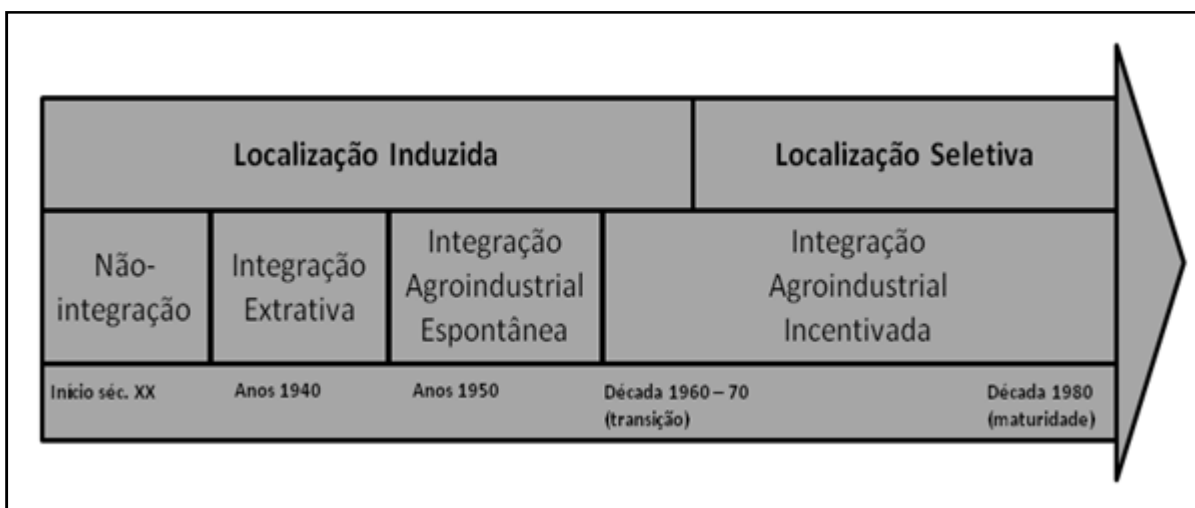 Localização Induzida
Localização Seletiva
Não-
integração
Integração
Extrativa
Integração
Agroindustrial
Espontânea
Integração
Agroindustrial
Incentivada
Início séc. XX
Anos 1940
Anos 1950
Década 1960 – 70
(transição)
Década 1980
(maturidade)